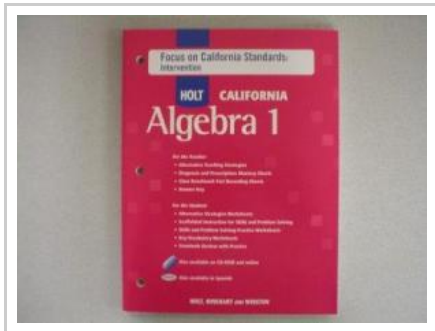 Focus on California Standards:
Intervention
HOLT CALIFORNIA
Algebra 1
For the Teacher
• Alternative Teaching Strategies
• Diagnosis and Prescription Mastery Sheets
• Class Benchmark Test Recording Sheets
• Answer Key
For the Student
• Alternative Strategies Worksheets
• Scaffolded Instruction for Skills and Problem Solving
• Skills and Problem Solving Practice Worksheets
• Key Vocabulary Worksheets
• Standards Review with Practice
Also available on CD-ROM and online
Also available in Spanish
HOLT, RINEHART AND WINSTON